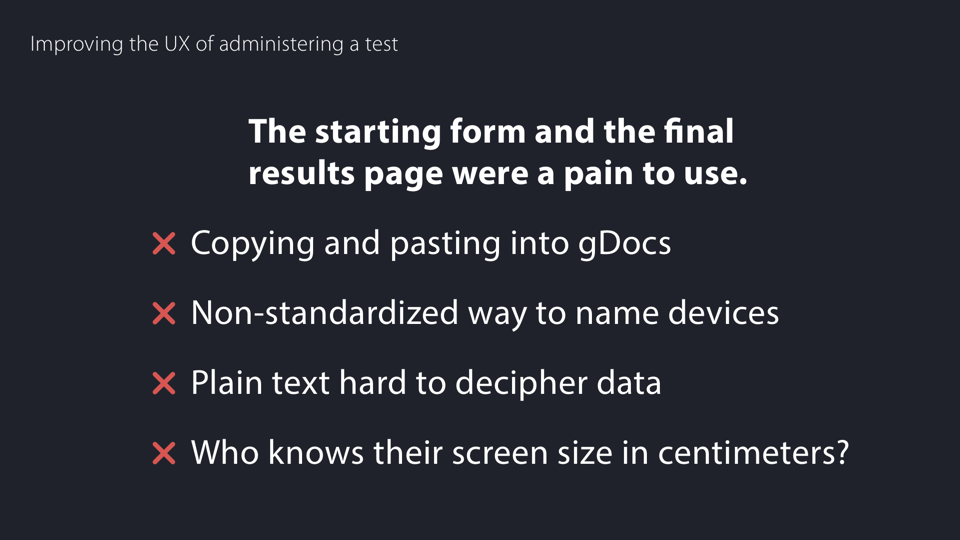 Improving the UX of administering a test
The starting form and the final
results page were a pain to use.
Copying and pasting into gDocs
Non-standardized way to name devices
Plain text hard to decipher data
Who knows their screen size in centimeters?